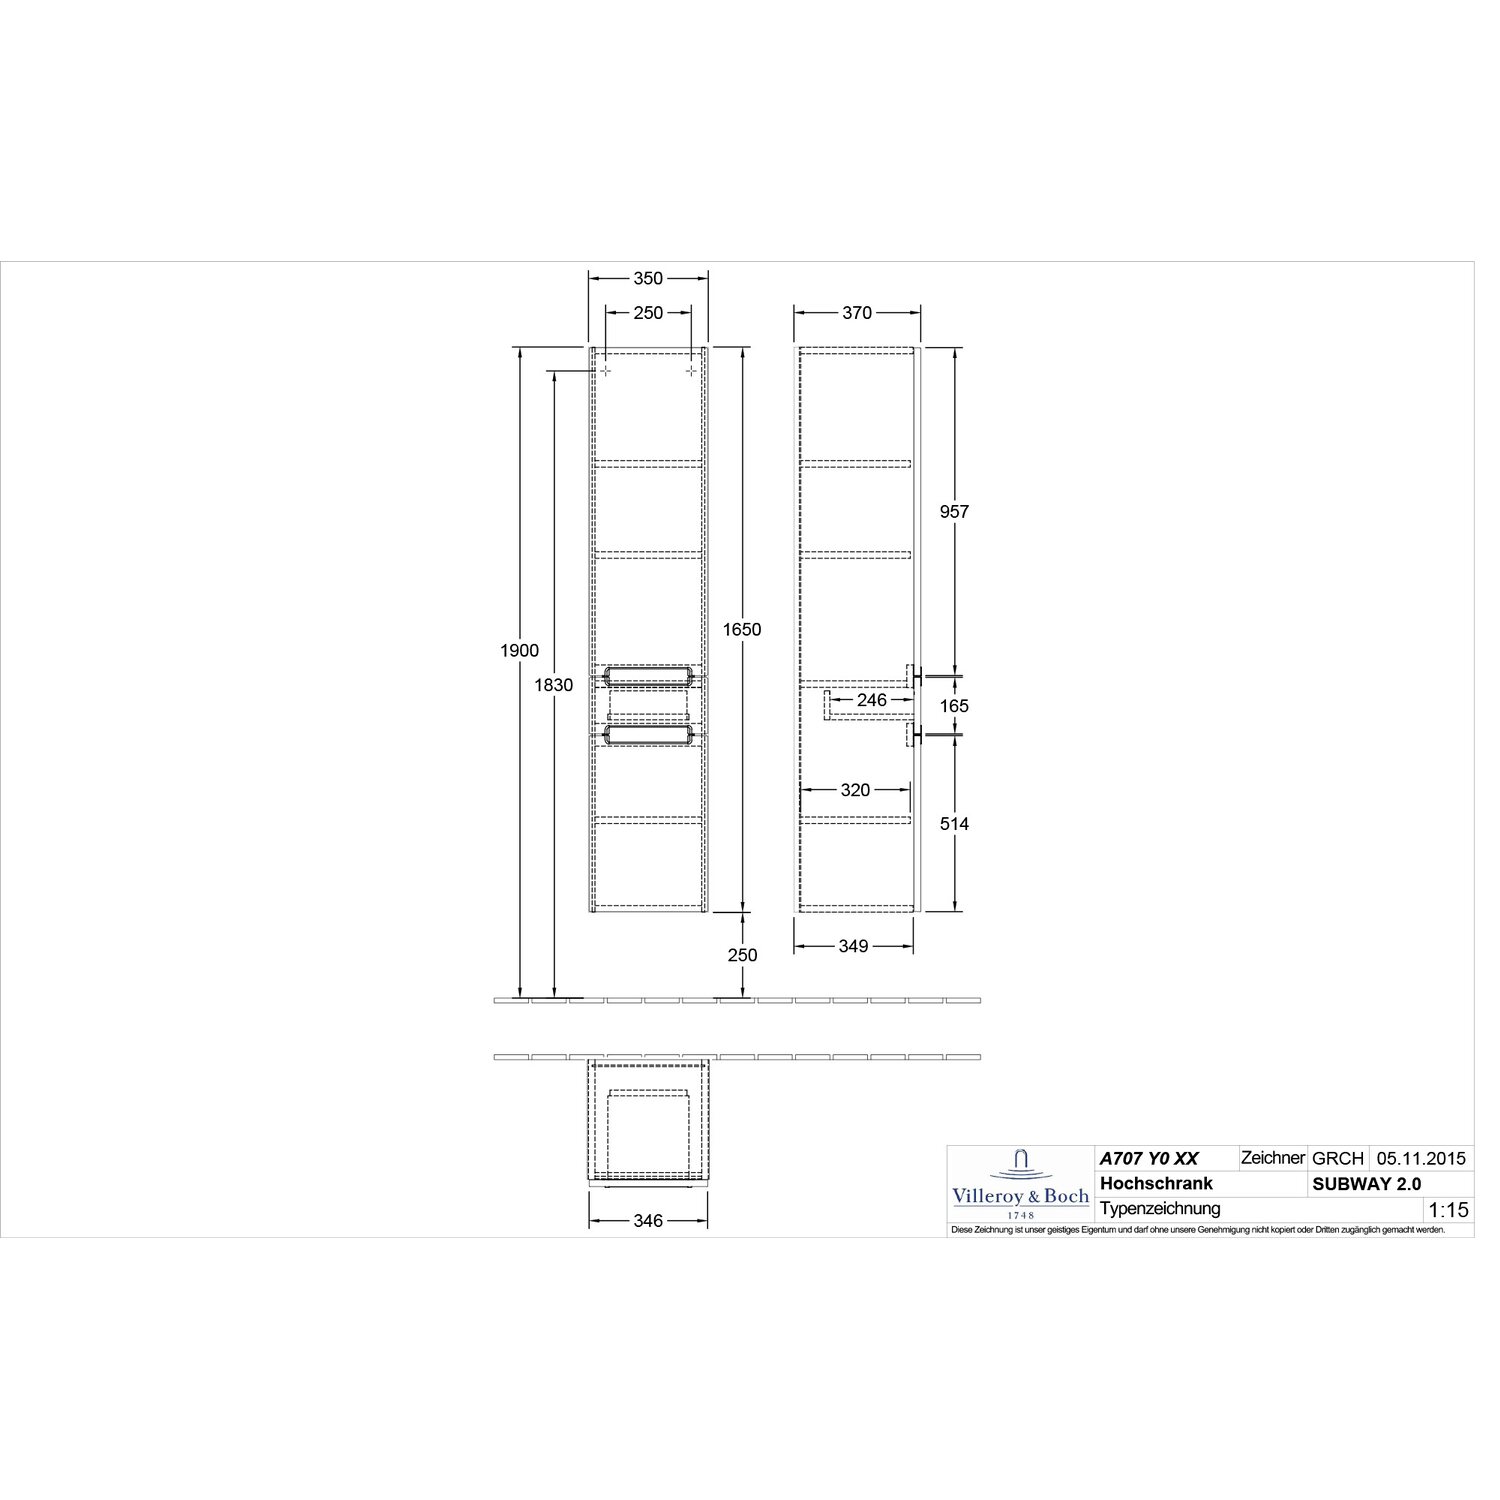 350
250
370
957
1900
1830
1650
246
165
320
514
250
349
346
Villeroy & Boch
1748
A707 Y0 XX
Zeichner
GRCH
05.11.2015
Hochschrank
SUBWAY 2.0
Typenzeichnung
1:15
Diese Zeichnung ist unser geistiges Eigentum und darf ohne unsere Genehmigung nicht kopiert oder Dritten zugänglich gemacht werden.